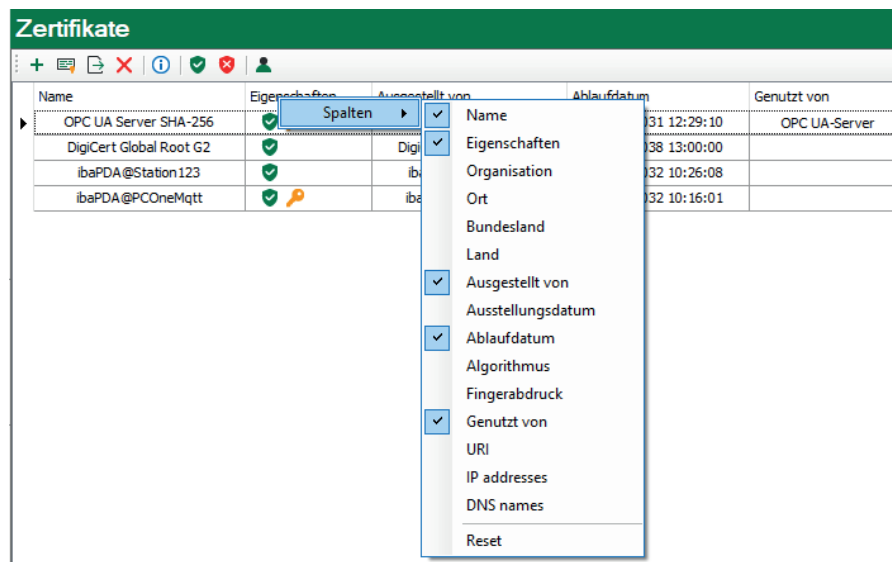 Zertifikate
Name Eigenschaften Ausgestellt von Ablaufdatum Genutzt von
OPC UA Server SHA-256 031 12:29:10 OPC UA-Server
DigiCert Global Root G2 Digi 038 13:00:00
ibaPDA@Station123 iba 032 10:26:08
ibaPDA@PCOneMqtt iba 032 10:16:01
Spalten
Name
Eigenschaften
Organisation
Ort
Bundesland
Land
Ausgestellt von
Ausstellungsdatum
Ablaufdatum
Algorithmus
Fingerabdruck
Genutzt von
URI
IP addresses
DNS names
Reset